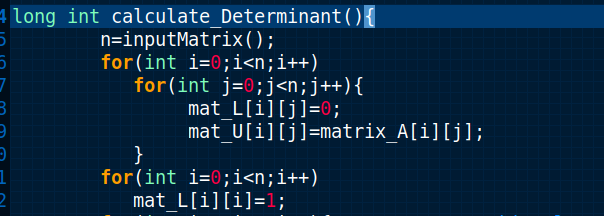 4 long int calculate_Determinant(){
5 n=inputMatrix();
6 for(int i=0;i<n;i++)
7 for(int j=0;j<n;j++){
8 mat_L[i][j]=0;
9 mat_U[i][j]=matrix_A[i][j];
0 }
1 for(int i=0;i<n;i++)
2 mat_L[i][i]=1;